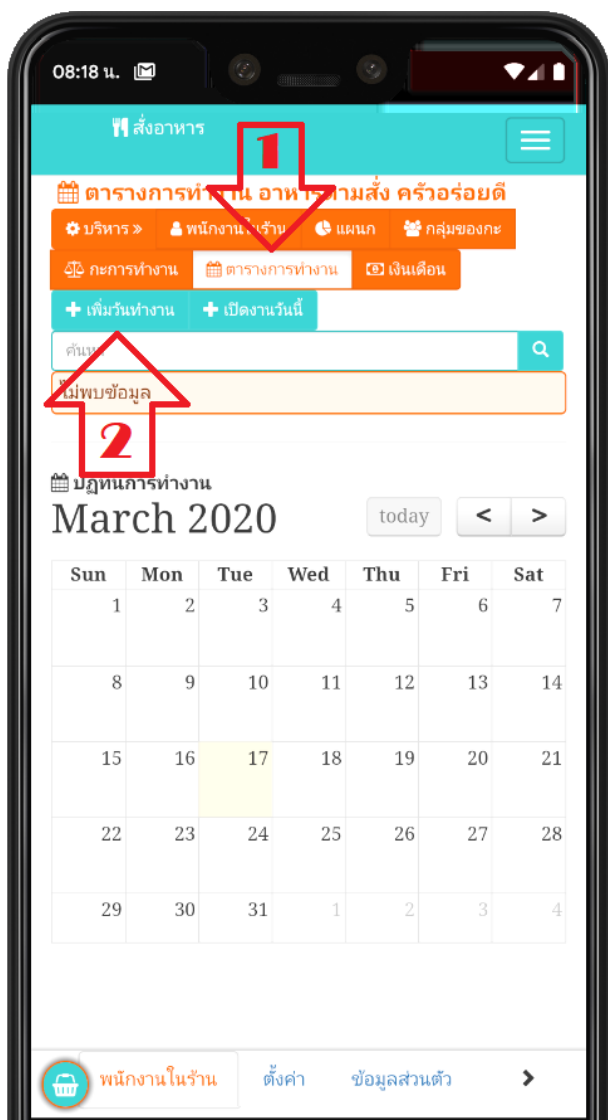 08:18 น.
สั่งอาหาร
1
ตารางการทำงาน อาหารตามสั่ง ครัวอร่อยดี
บริหาร » พนักงานในร้าน แผนก กลุ่มของกะ
กะการทำงาน ตารางการทำงาน เงินเดือน
เพิ่มวันทำงาน เปิดงานวันนี้
ค้นหา
ไม่พบข้อมูล
2
ปฏิทินการทำงาน
March 2020 today < >
Sun Mon Tue Wed Thu Fri Sat
1 2 3 4 5 6 7
8 9 10 11 12 13 14
15 16 17 18 19 20 21
22 23 24 25 26 27 28
29 30 31 1 2 3 4
พนักงานในร้าน ตั้งค่า ข้อมูลส่วนตัว